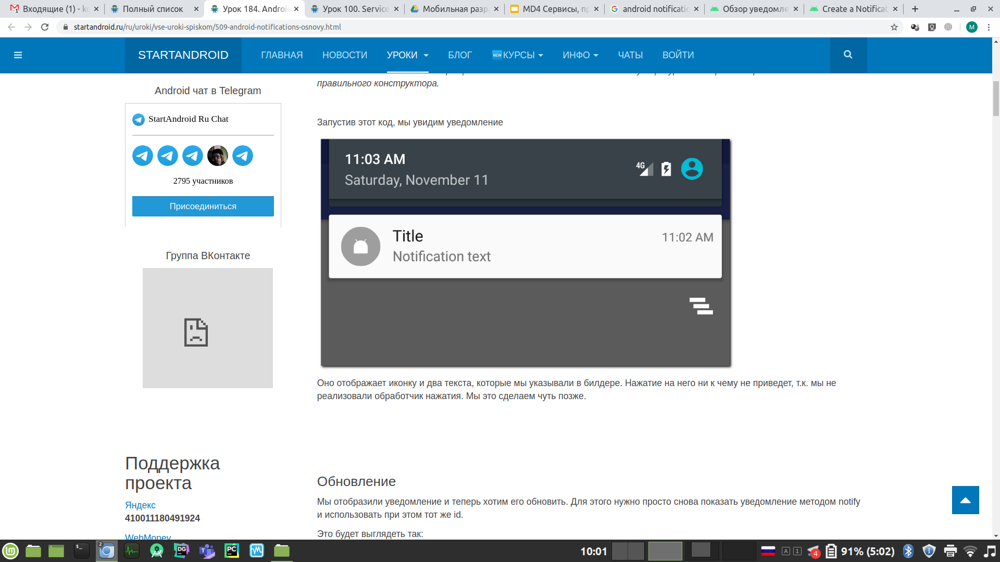 Входящие (1) - ко
Полный список
Урок 184. Androi
Урок 100. Service
Мобильная разр
MD4 Сервисы, п
android notificatio
Обзор уведомле
Create a Notificat
startandroid.ru/ru/uroki/vse-uroki-spiskom/509-android-notifications-osnovy.html
M
STARTANDROID
ГЛАВНАЯ
НОВОСТИ
УРОКИ
БЛОГ
NEW КУРСЫ
ИНФО
ЧАТЫ
ВОЙТИ
Android чат в Telegram
StartAndroid Ru Chat
2795 участников
Присоединиться
Группа ВКонтакте
Поддержка
проекта
Яндекс
410011180491924
WebMoney
правильного конструктора.
Запустив этот код, мы увидим уведомление
11:03 AM
Saturday, November 11
4G
Title
11:02 AM
Notification text
Оно отображает иконку и два текста, которые мы указывали в билдере. Нажатие на него ни к чему не приведет, т.к. мы не
реализовали обработчик нажатия. Мы это сделаем чуть позже.
Обновление
Мы отобразили уведомление и теперь хотим его обновить. Для этого нужно просто снова показать уведомление методом notify
и использовать при этом тот же id.
Это будет выглядеть так:
2
DG
PC
10:01
A
1
4
91% (5:02)